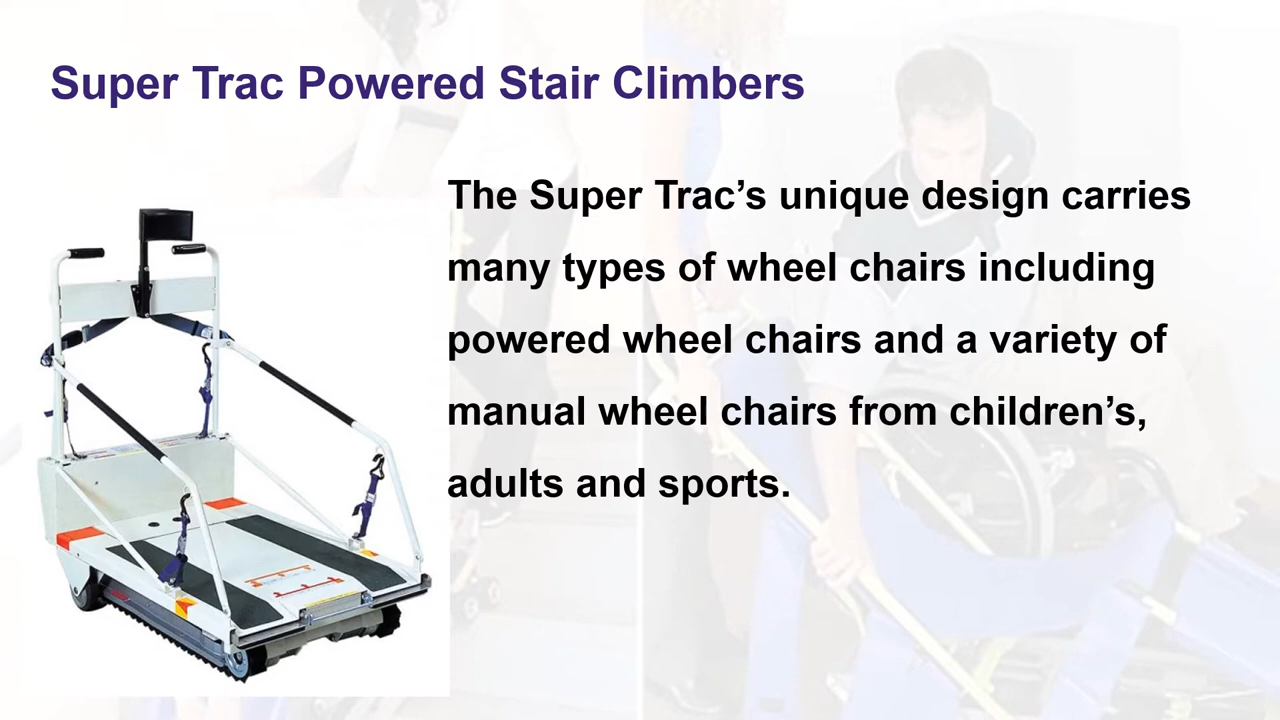 Super Trac Powered Stair Climbers
The Super Trac’s unique design carries
many types of wheel chairs including
powered wheel chairs and a variety of
manual wheel chairs from children’s,
adults and sports.